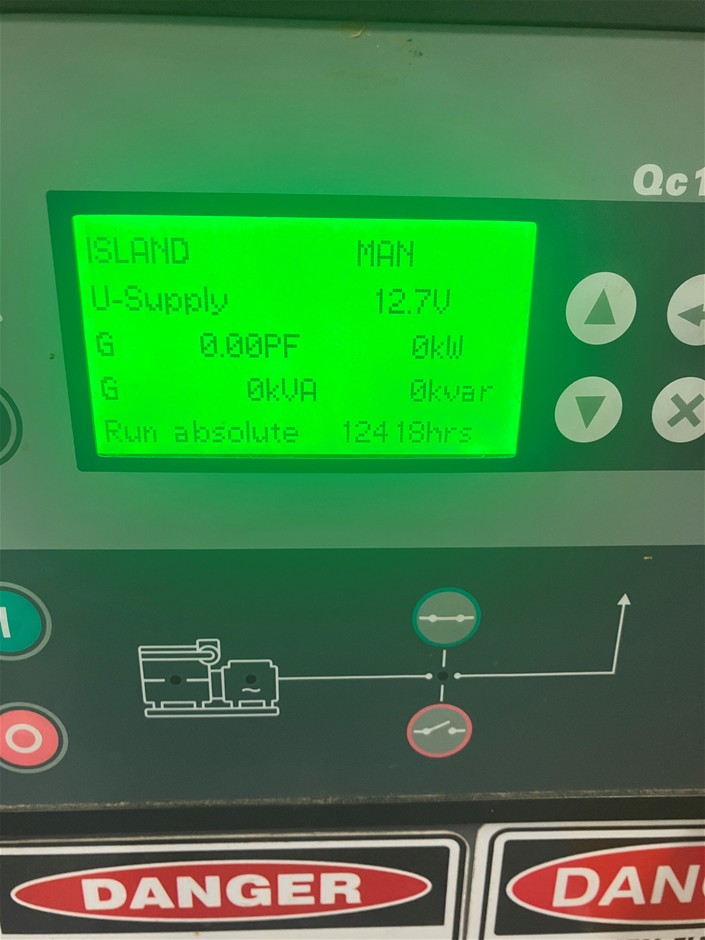 Qc1
ISLAND MAN
U-Supply 12.7V
G 0.00PF 0kW
G 0kVA 0kvar
Run absolute 12418hrs
DANGER
DAN